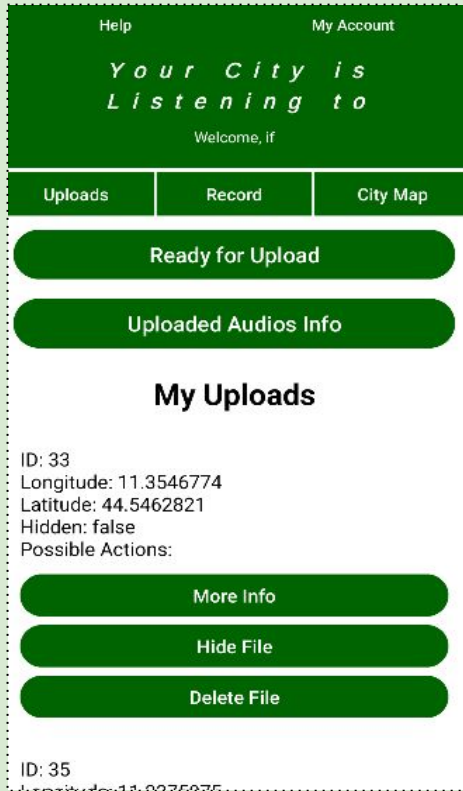 Help My Account
Your City is
Listening to
Welcome, if
Uploads Record City Map
Ready for Upload
Uploaded Audios Info
My Uploads
ID: 33
Longitude: 11.3546774
Latitude: 44.5462821
Hidden: false
Possible Actions:
More Info
Hide File
Delete File
ID: 35
Longitude: